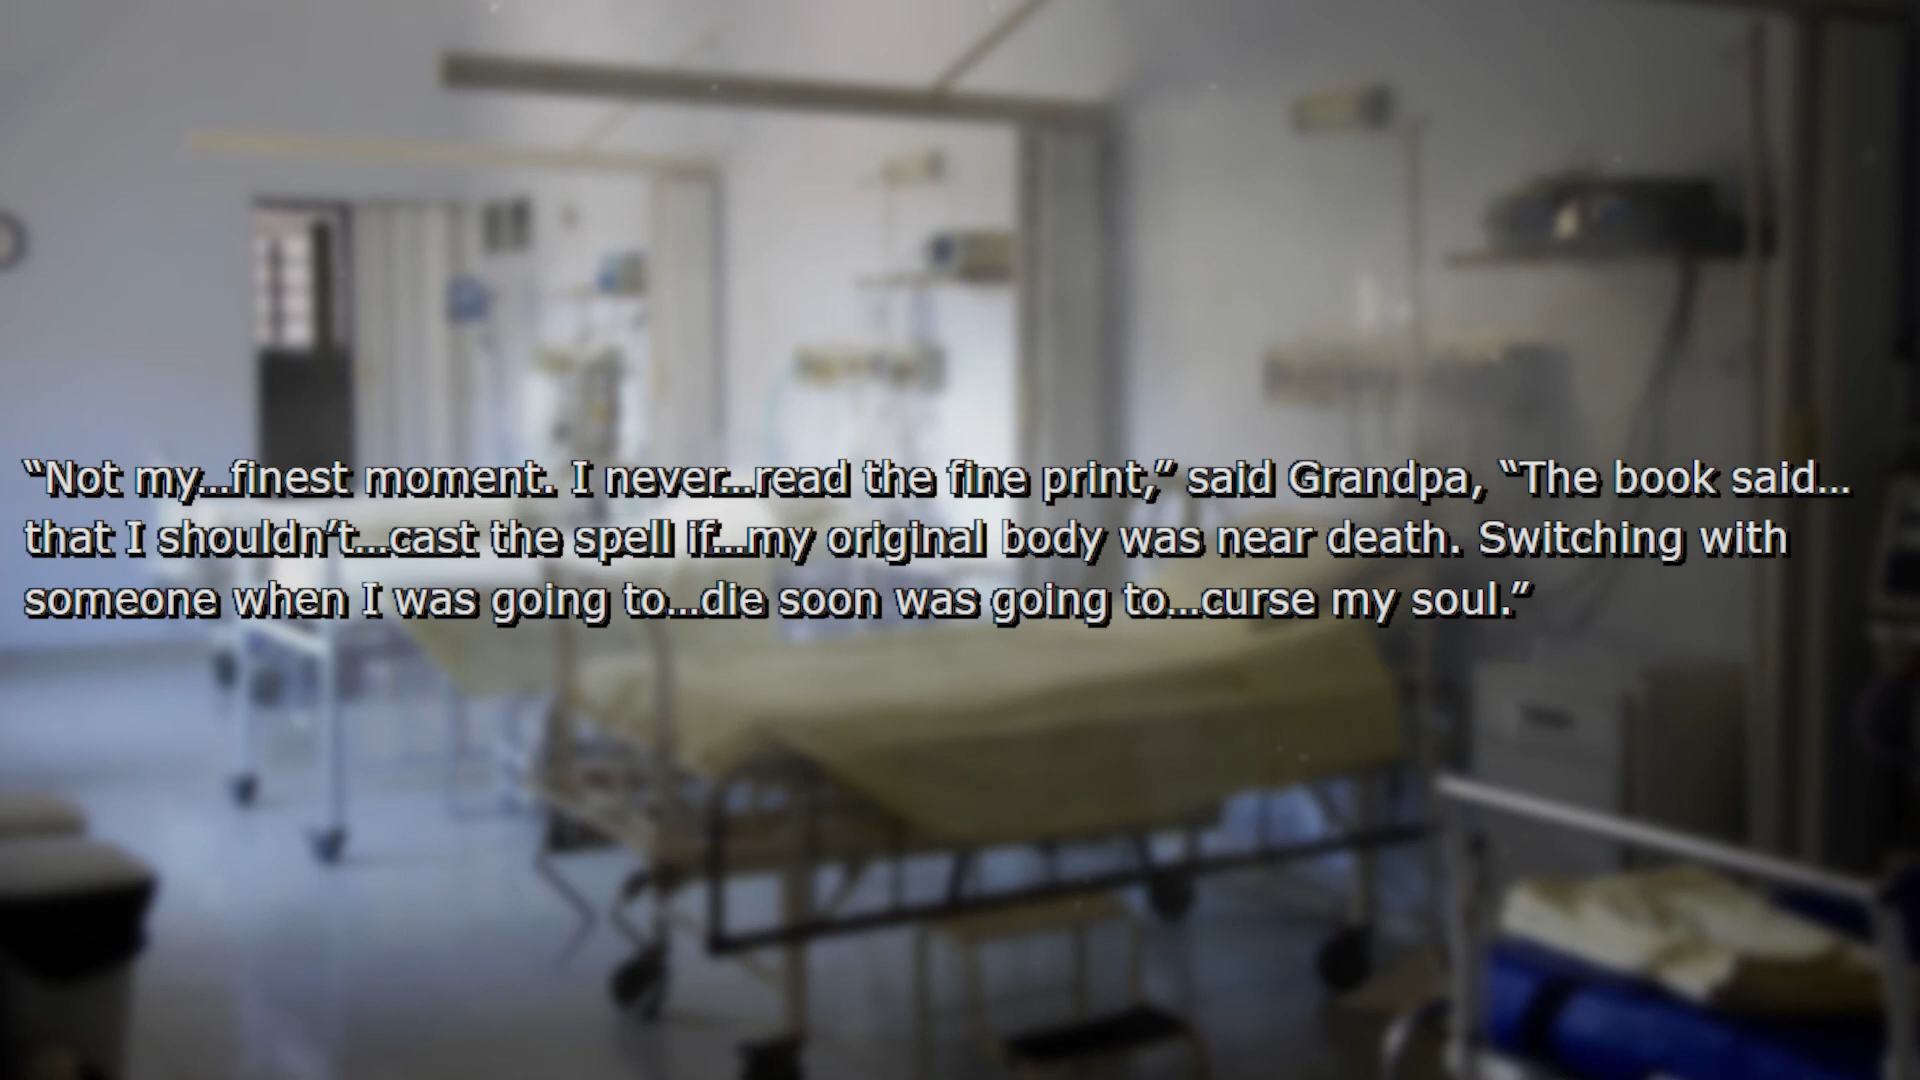 “Not my…finest moment. I never…read the fine print,” said Grandpa, “The book said…
that I shouldn’t…cast the spell if…my original body was near death. Switching with
someone when I was going to…die soon was going to…curse my soul.”